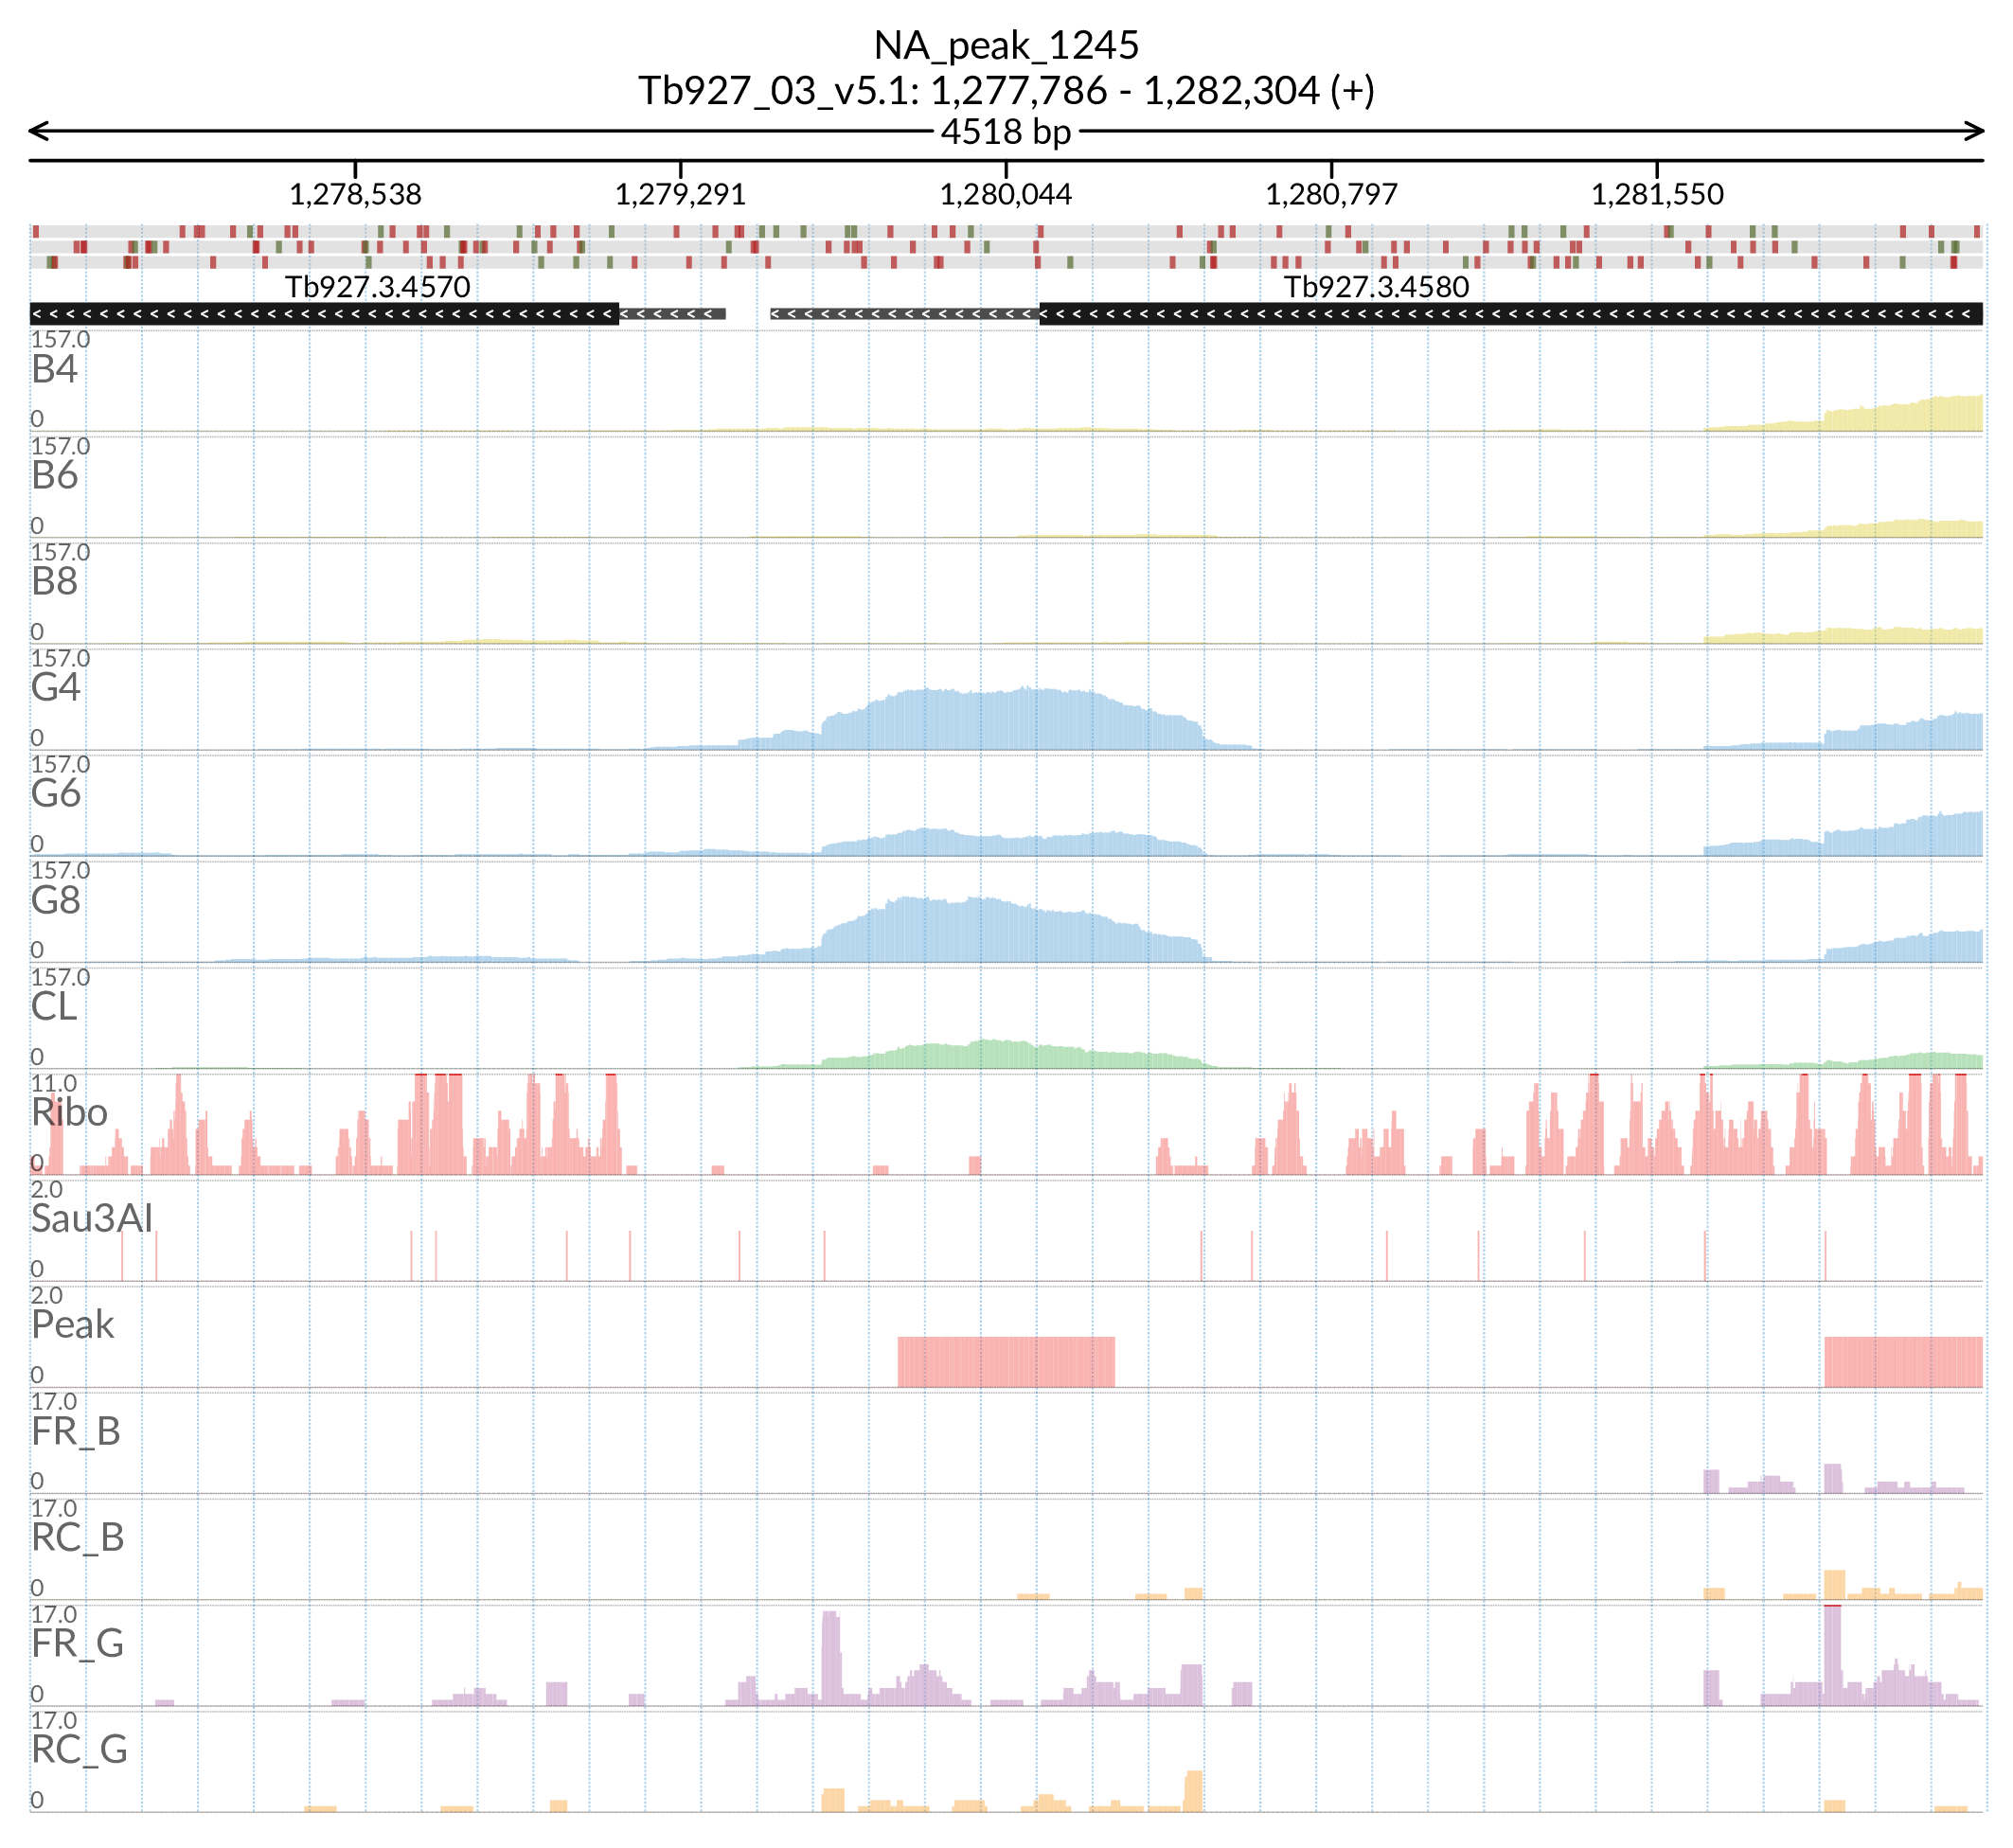 NA_peak_1245
Tb927_03_v5.1: 1,277,786 - 1,282,304 (+)
4518 bp
1,278,538 1,279,291 1,280,044 1,280,797 1,281,550
Tb927.3.4570 Tb927.3.4580
157.0
B4
0
157.0
B6
0
157.0
B8
0
157.0
G4
0
157.0
G6
0
157.0
G8
0
157.0
CL
0
11.0
Ribo
0
2.0
Sau3AI
0
2.0
Peak
0
17.0
FR_B
0
17.0
RC_B
0
17.0
FR_G
0
17.0
RC_G
0